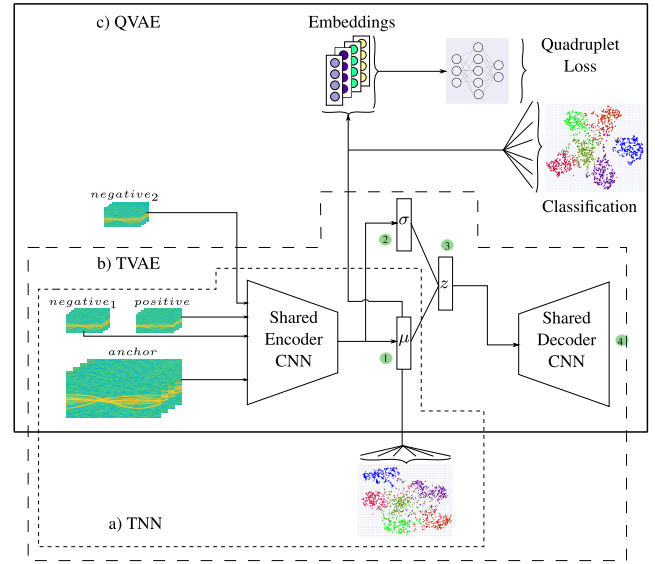 c) QVAE
Embeddings
Quadruplet
Loss
Classification
negative₂
σ
2
3
b) TVAE
z
negative₁ positive
Shared
Encoder
CNN
μ
1
Shared
Decoder
CNN
4
anchor
a) TNN